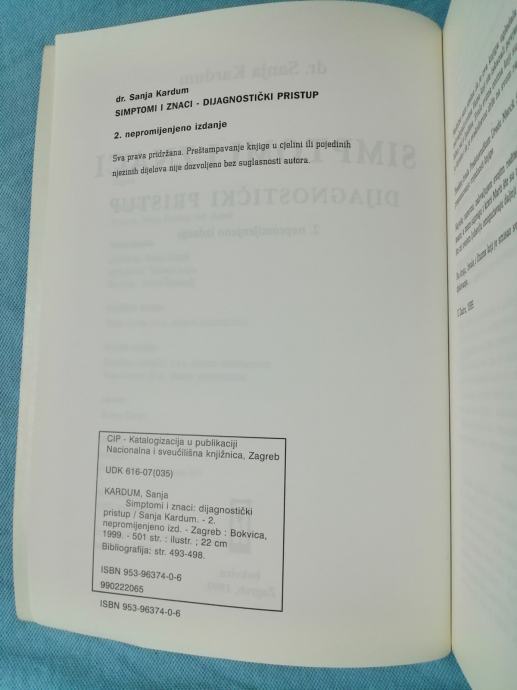 dr. Sanja Kardum
SIMPTOMI I ZNACI - DIJAGNOSTIČKI PRISTUP
2. nepromijenjeno izdanje
Sva prava pridržana. Preštampavanje knjige u cjelini ili pojedinih
njezinih dijelova nije dozvoljeno bez suglasnosti autora.
CIP - Katalogizacija u publikaciji
Nacionalna i sveučilišna knjižnica, Zagreb
UDK 616-07(035)
KARDUM, Sanja
Simptomi i znaci: dijagnostički
pristup / Sanja Kardum. - 2.
nepromijenjeno izd. - Zagreb : Bokvica,
1999. - 501 str. : ilustr. ; 22 cm
Bibliografija: str. 493-498.
ISBN 953-96374-0-6
990222065
ISBN 953-96374-0-6